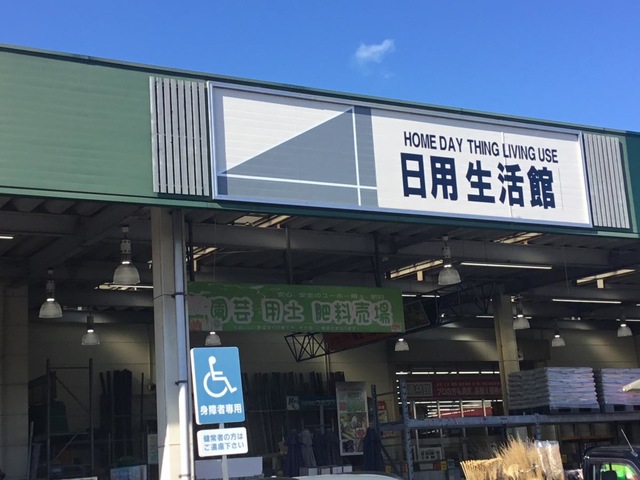 HOME DAY THING LIVING USE
日用生活館
園芸 用土 肥料売場
身障者専用
健常者の方は
ご遠慮下さい